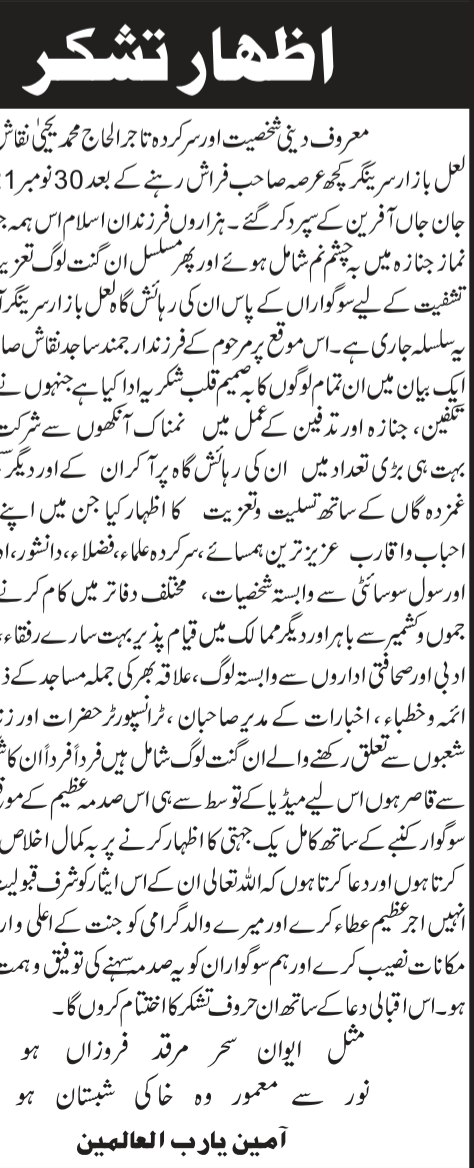 اظہار تشکر
معروف دینی شخصیت اور سرکردہ تاجر الحاج محمد یحییٰ نقاش
لعل بازار سرینگر کچھ عرصہ صاحب فراش رہنے کے بعد 30 نومبر
جان جاں آفرین کے سپرد کر گئے۔ ہزاروں فرزندان اسلام اس ہمہ
نماز جنازہ میں بہ چشم نم شامل ہوئے اور پھر مسلسل ان گنت لوگ
تشفیت کے لیے سوگواراں کے پاس ان کی رہائش گاہ لعل بازار سرینگر
یہ سلسلہ جاری ہے۔ اس موقع پر مرحوم کے فرزند ارجمند ساجد نقاش
ایک بیان میں ان تمام لوگوں کا بہ صمیم قلب شکریہ ادا کیا ہے جنہوں نے
تکفین، جنازہ اور تدفین کے عمل میں نمناک آنکھوں سے شرکت
بہت ہی بڑی تعداد میں ان کی رہائش گاہ پر آکر ان کے اور دیگر
غمزدہ گاں کے ساتھ تسلیت وتعزیت کا اظہار کیا جن میں اپنے
احباب واقارب عزیز ترین ہمسائے، سرکردہ علماء، فضلاء، دانشور،
اور سول سوسائٹی سے وابستہ شخصیات، مختلف دفاتر میں کام کرنے
جموں وکشمیر سے باہر اور دیگر ممالک میں قیام پذیر بہت سارے رفقاء،
ادبی اور صحافتی اداروں سے وابستہ لوگ، علاقہ بھر کی جملہ مساجد کے
ائمہ وخطباء، اخبارات کے مدیر صاحبان، ٹرانسپورٹر حضرات اور
شعبوں سے تعلق رکھنے والے ان گنت لوگ شامل ہیں فرداً فرداً ان کا
سے قاصر ہوں اس لیے میڈیا کے توسط سے ہی اس صدمہ عظیم کے
سوگوار کنبے کے ساتھ کامل یک جہتی کا اظہار کرنے پر بہ کمال اخلاص
کرتا ہوں اور دعا کرتا ہوں کہ اللہ تعالی ان کے اس ایثار کو شرف
انہیں اجر عظیم عطاء کرے اور میرے والد گرامی کو جنت کے اعلی
مکانات نصیب کرے اور ہم سوگواران کو یہ صدمہ سہنے کی توفیق و ہمت
ہو۔ اس اقبالی دعا کے ساتھ ان حروف تشکر کا اختتام کروں گا۔
مثل ایوان سحر مرقد فروزاں ہو
نور سے معمور وہ خاکی شبستان ہو
آمین یارب العالمین